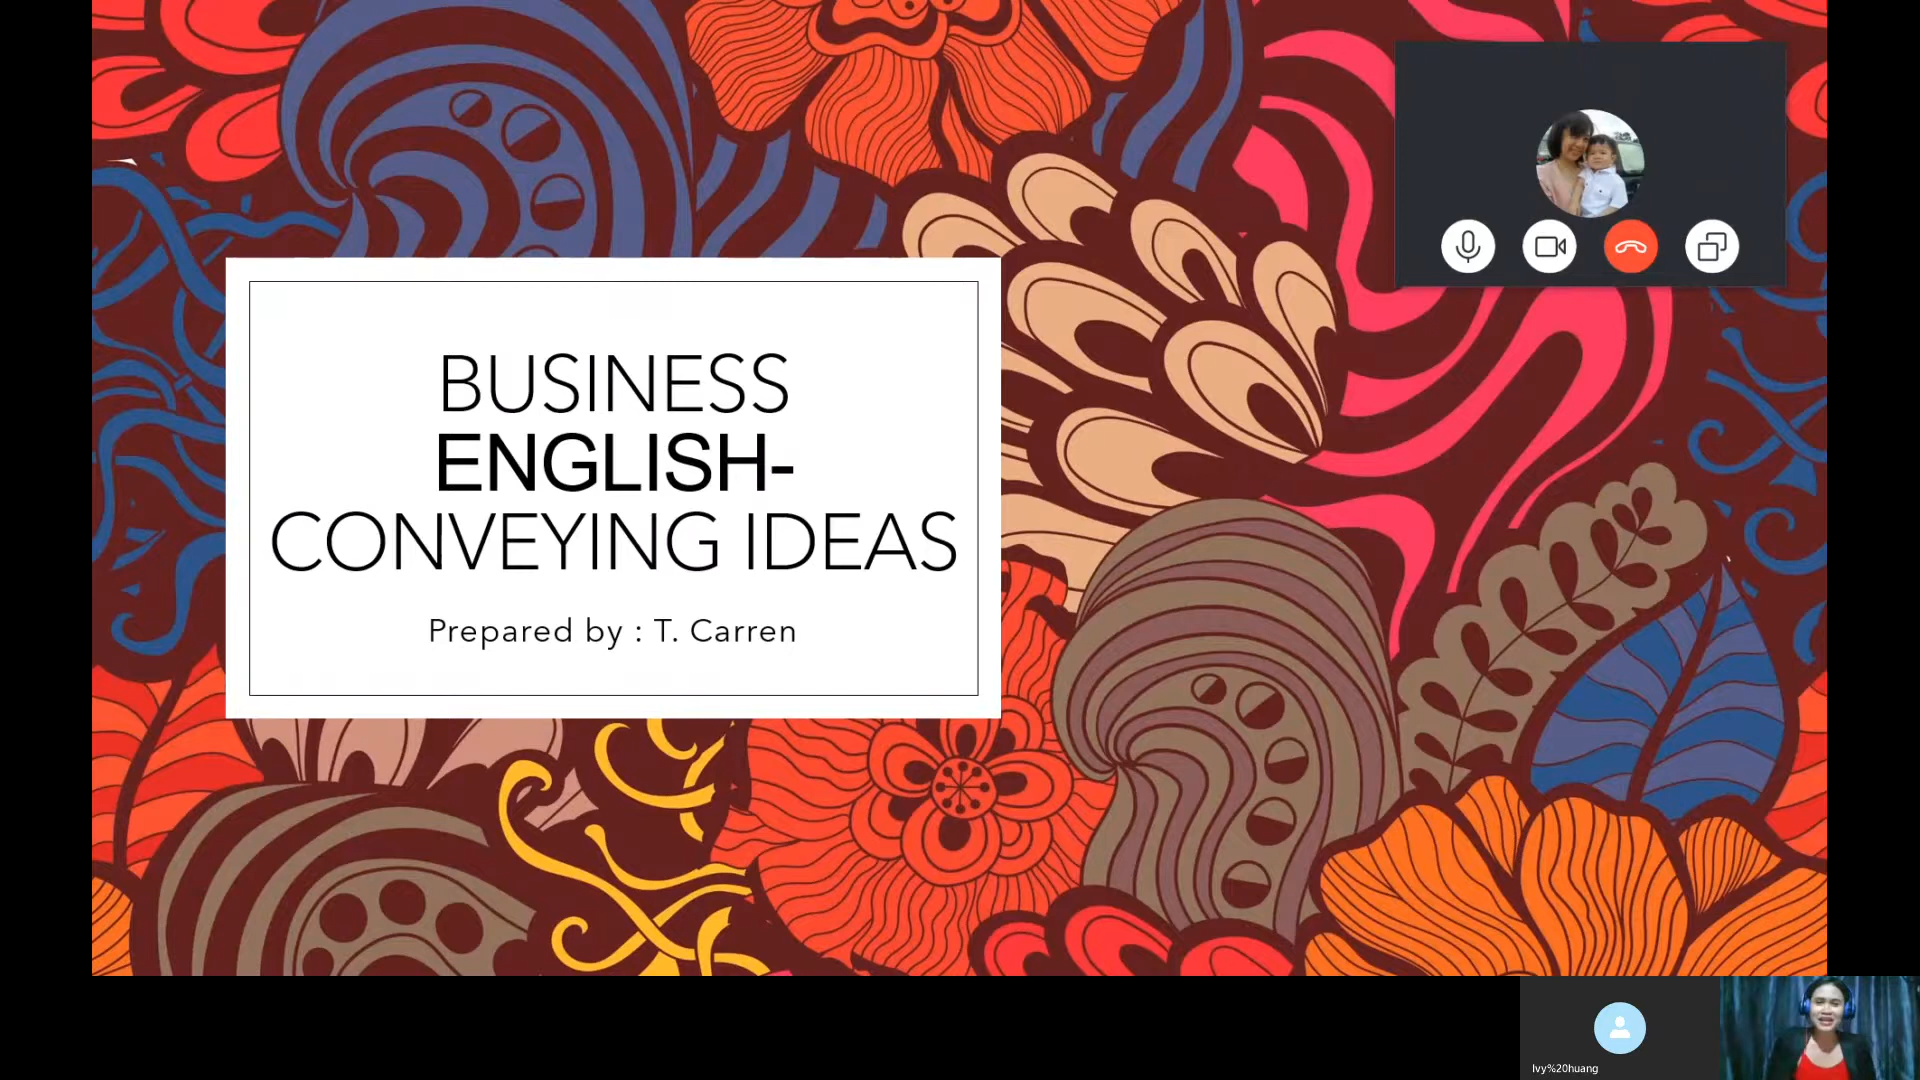 BUSINESS
ENGLISH-
CONVEYING IDEAS
Prepared by : T. Carren
Ivy%20huang